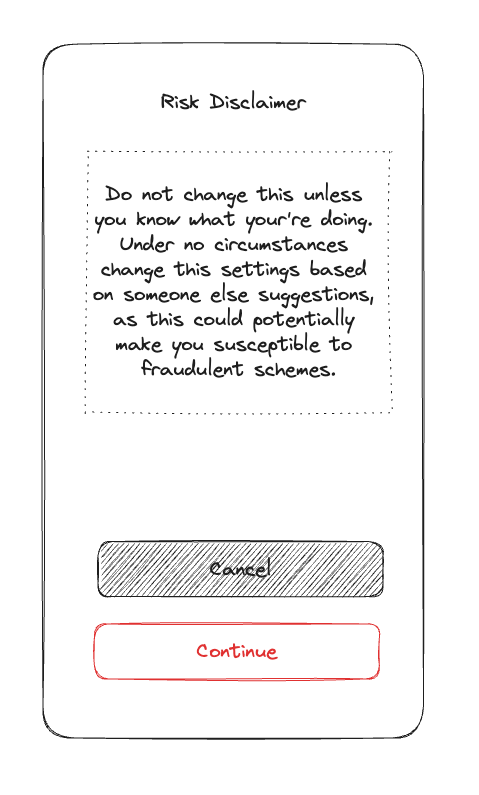 Risk Disclaimer
Do not change this unless
you know what your're doing.
Under no circumstances
change this settings based
on someone else suggestions,
as this could potentially
make you susceptible to
fraudulent schemes.
Cancel
Continue